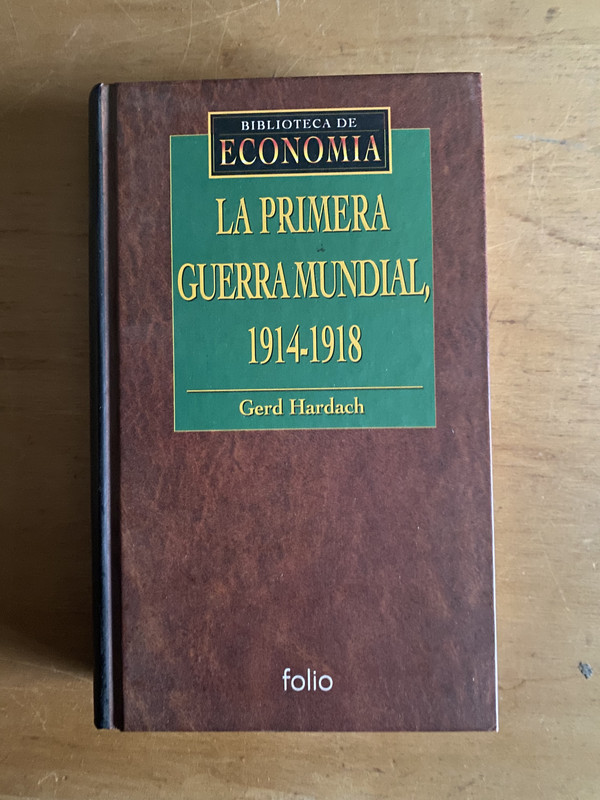 BIBLIOTECA DE
ECONOMIA
LA PRIMERA
GUERRA MUNDIAL,
1914-1918
Gerd Hardach
folio